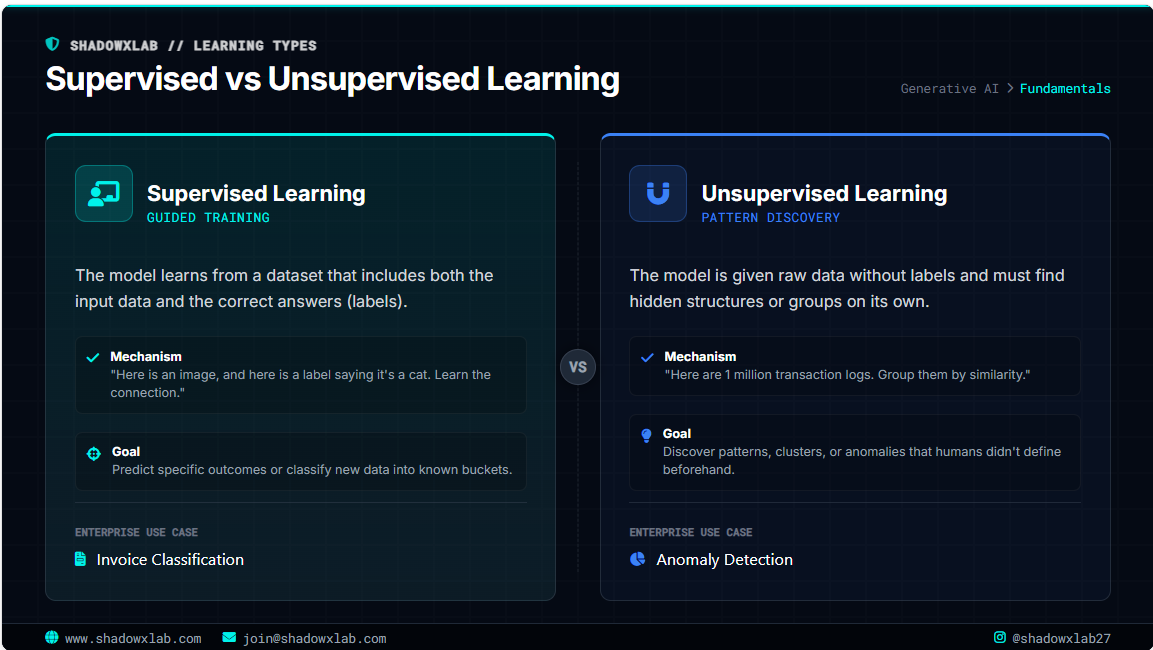 SHADOWXLAB // LEARNING TYPES
Supervised vs Unsupervised Learning
Generative AI > Fundamentals
Supervised Learning
GUIDED TRAINING
The model learns from a dataset that includes both the
input data and the correct answers (labels).
Mechanism
"Here is an image, and here is a label saying it's a cat. Learn the
connection."
Goal
Predict specific outcomes or classify new data into known buckets.
ENTERPRISE USE CASE
Invoice Classification
VS
Unsupervised Learning
PATTERN DISCOVERY
The model is given raw data without labels and must find
hidden structures or groups on its own.
Mechanism
"Here are 1 million transaction logs. Group them by similarity."
Goal
Discover patterns, clusters, or anomalies that humans didn't define
beforehand.
ENTERPRISE USE CASE
Anomaly Detection
www.shadowxlab.com
join@shadowxlab.com
@shadowxlab27